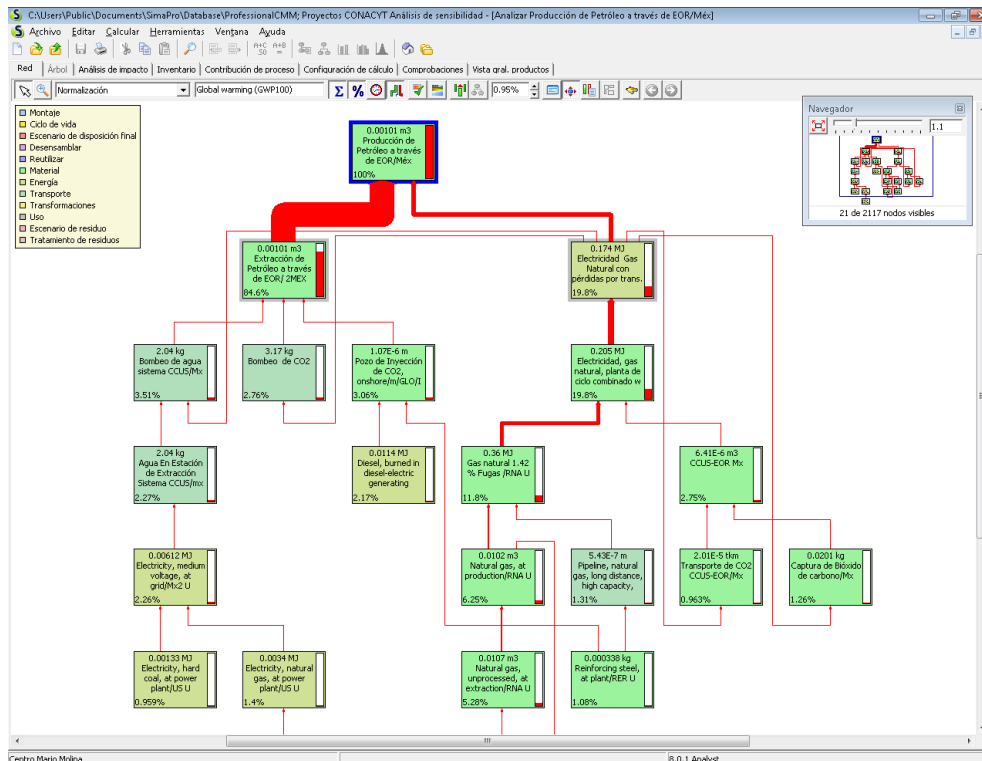 C:\Users\Public\Documents\SimaPro\Database\ProfessionalCMM; Proyectos CONACYT Análisis de sensibilidad - [Analizar Producción de Petróleo a través de EOR/Méx]
Archivo Editar Calcular Herramientas Ventana Ayuda
Red Árbol Análisis de impacto Inventario Contribución de proceso Configuración de cálculo Comprobaciones Vista gral. productos
Normalización
Global warming (GWP100)
0.95%
Montaje
Ciclo de vida
Escenario de disposición final
Desensamblar
Reutilizar
Material
Energía
Transporte
Transformaciones
Uso
Escenario de residuo
Tratamiento de residuos
Navegador
1.1
21 de 2117 nodos visibles
0.00101 m3
Producción de
Petróleo a través
de EOR/Méx
100%
0.00101 m3
Extracción de
Petróleo a través
de EOR/ 2MEX
84.6%
0.174 MJ
Electricidad Gas
Natural con
pérdidas por trans.
19.8%
2.04 kg
Bombeo de agua
sistema CCUS/Mx
3.51%
3.17 kg
Bombeo de CO2
2.76%
1.07E-6 m
Pozo de Inyección
de CO2,
onshore/m/GLO/I
3.06%
0.205 MJ
Electricidad, gas
natural, planta de
ciclo combinado w
19.8%
2.04 kg
Agua En Estación
de Extracción
Sistema CCUS/mx
2.27%
0.0114 MJ
Diesel, burned in
diesel-electric
generating
2.17%
0.36 MJ
Gas natural 1.42
% Fugas /RNA U
11.8%
6.41E-6 m3
CCUS-EOR Mx
2.75%
0.00612 MJ
Electricity, medium
voltage, at
grid/Mx2 U
2.26%
0.0102 m3
Natural gas, at
production/RNA U
6.25%
5.43E-7 m
Pipeline, natural
gas, long distance,
high capacity,
1.31%
2.01E-5 tkm
Transporte de CO2
CCUS-EOR/Mx
0.963%
0.0201 kg
Captura de Bióxido
de carbono/Mx
1.26%
0.00133 MJ
Electricity, hard
coal, at power
plant/US U
0.959%
0.0034 MJ
Electricity, natural
gas, at power
plant/US U
1.4%
0.0107 m3
Natural gas,
unprocessed, at
extraction/RNA U
5.28%
0.000338 kg
Reinforcing steel,
at plant/RER U
1.08%
Centro Mario Molina
8.0.1 Analyst